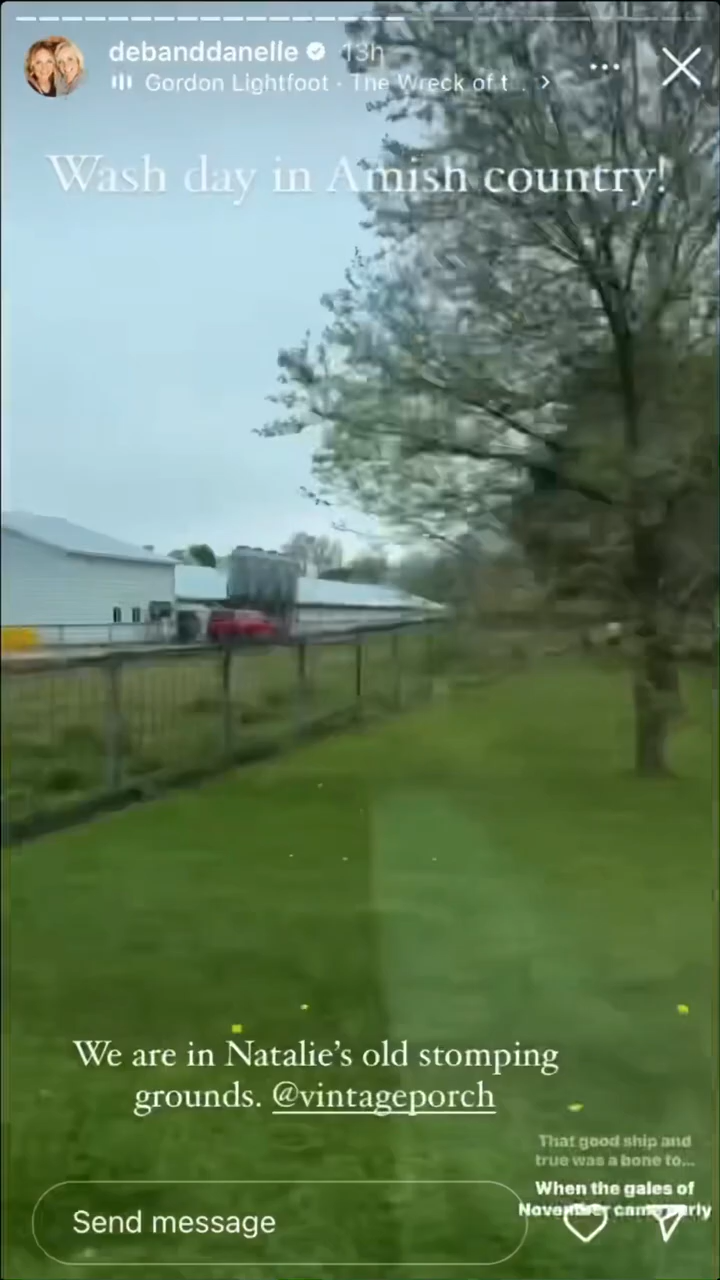 debanddanelle 13h
Gordon Lightfoot · The Wreck of t
Wash day in Amish country!
We are in Natalie's old stomping
grounds. @vintageporch
That good ship and
true was a bone to...
When the gales of
November came early
Send message